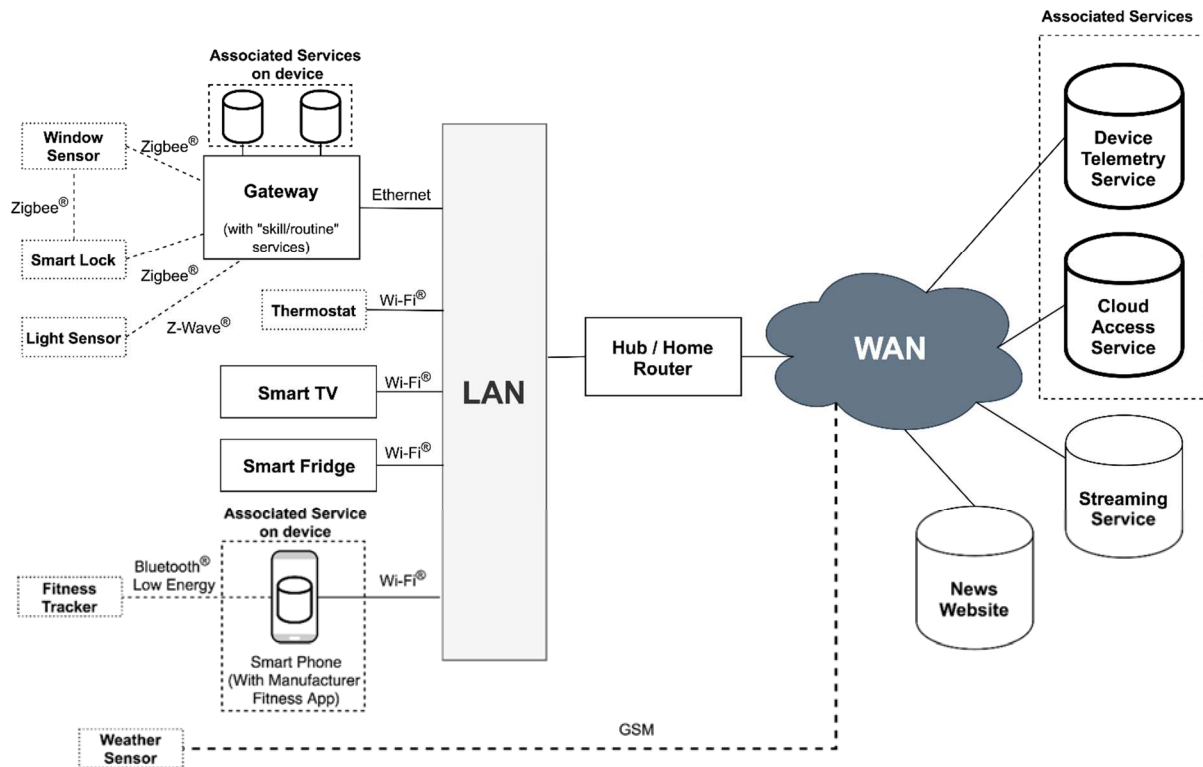 Associated Services
Associated Services
on device
Window
Sensor
Zigbee®
Gateway
(with "skill/routine"
services)
Ethernet
Zigbee®
Smart Lock
Zigbee®
Light Sensor
Z-Wave®
Thermostat
Wi-Fi®
Smart TV
Wi-Fi®
Smart Fridge
Wi-Fi®
Associated Service
on device
Fitness
Tracker
Bluetooth®
Low Energy
Wi-Fi®
Smart Phone
(With Manufacturer
Fitness App)
Weather
Sensor
GSM
LAN
Hub / Home
Router
WAN
Device
Telemetry
Service
Cloud
Access
Service
Streaming
Service
News
Website